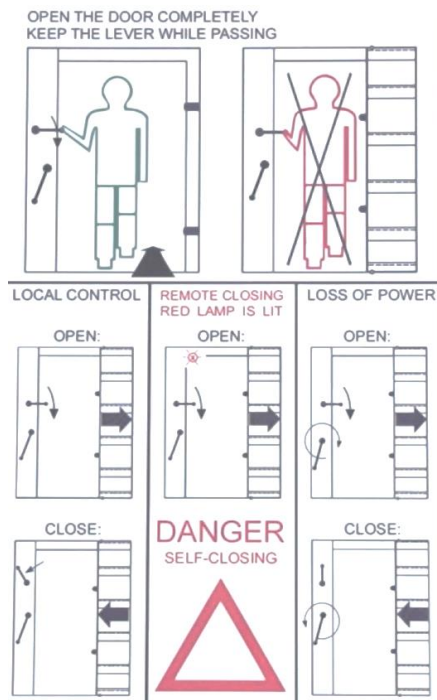 OPEN THE DOOR COMPLETELY
KEEP THE LEVER WHILE PASSING
LOCAL CONTROL
OPEN:
CLOSE:
REMOTE CLOSING
RED LAMP IS LIT
OPEN:
DANGER
SELF-CLOSING
LOSS OF POWER
OPEN:
CLOSE: